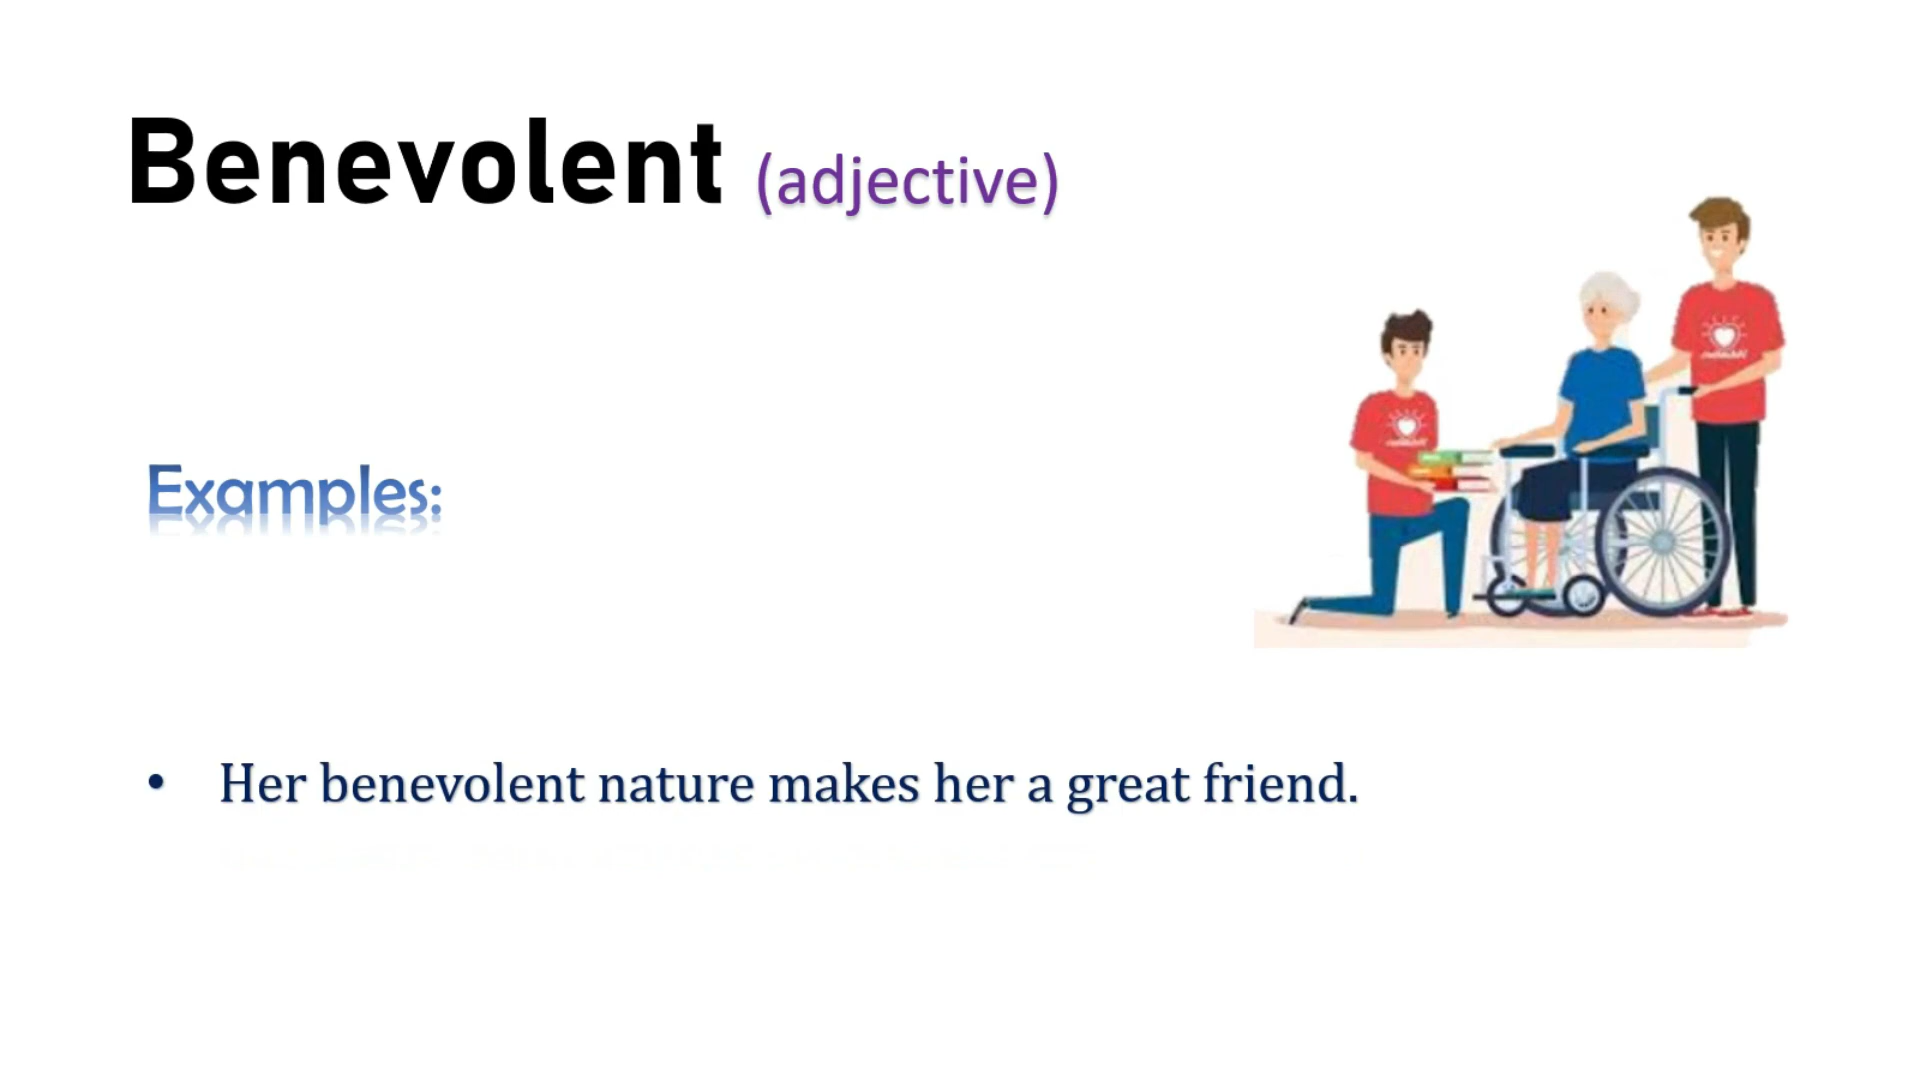 Benevolent (adjective)
Examples:
• Her benevolent nature makes her a great friend.